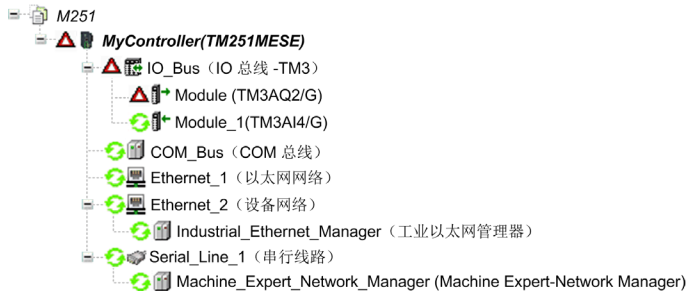 M251
MyController(TM251MESE)
IO_Bus（IO 总线 -TM3）
Module (TM3AQ2/G)
Module_1(TM3AI4/G)
COM_Bus（COM 总线）
Ethernet_1（以太网网络）
Ethernet_2（设备网络）
Industrial_Ethernet_Manager（工业以太网管理器）
Serial_Line_1（串行线路）
Machine_Expert_Network_Manager (Machine Expert-Network Manager)